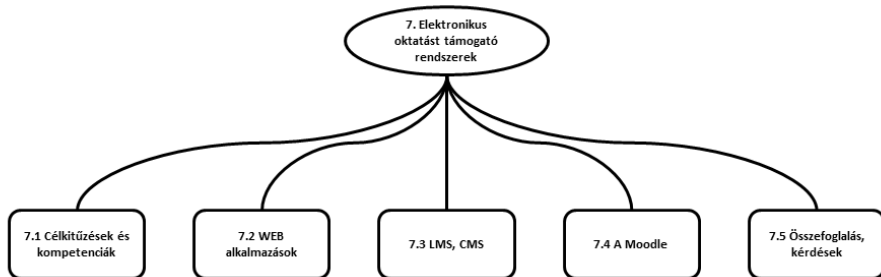 7. Elektronikus
oktatást támogató
rendszerek
7.1 Célkitűzések és
kompetenciák
7.2 WEB
alkalmazások
7.3 LMS, CMS
7.4 A Moodle
7.5 Összefoglalás,
kérdések